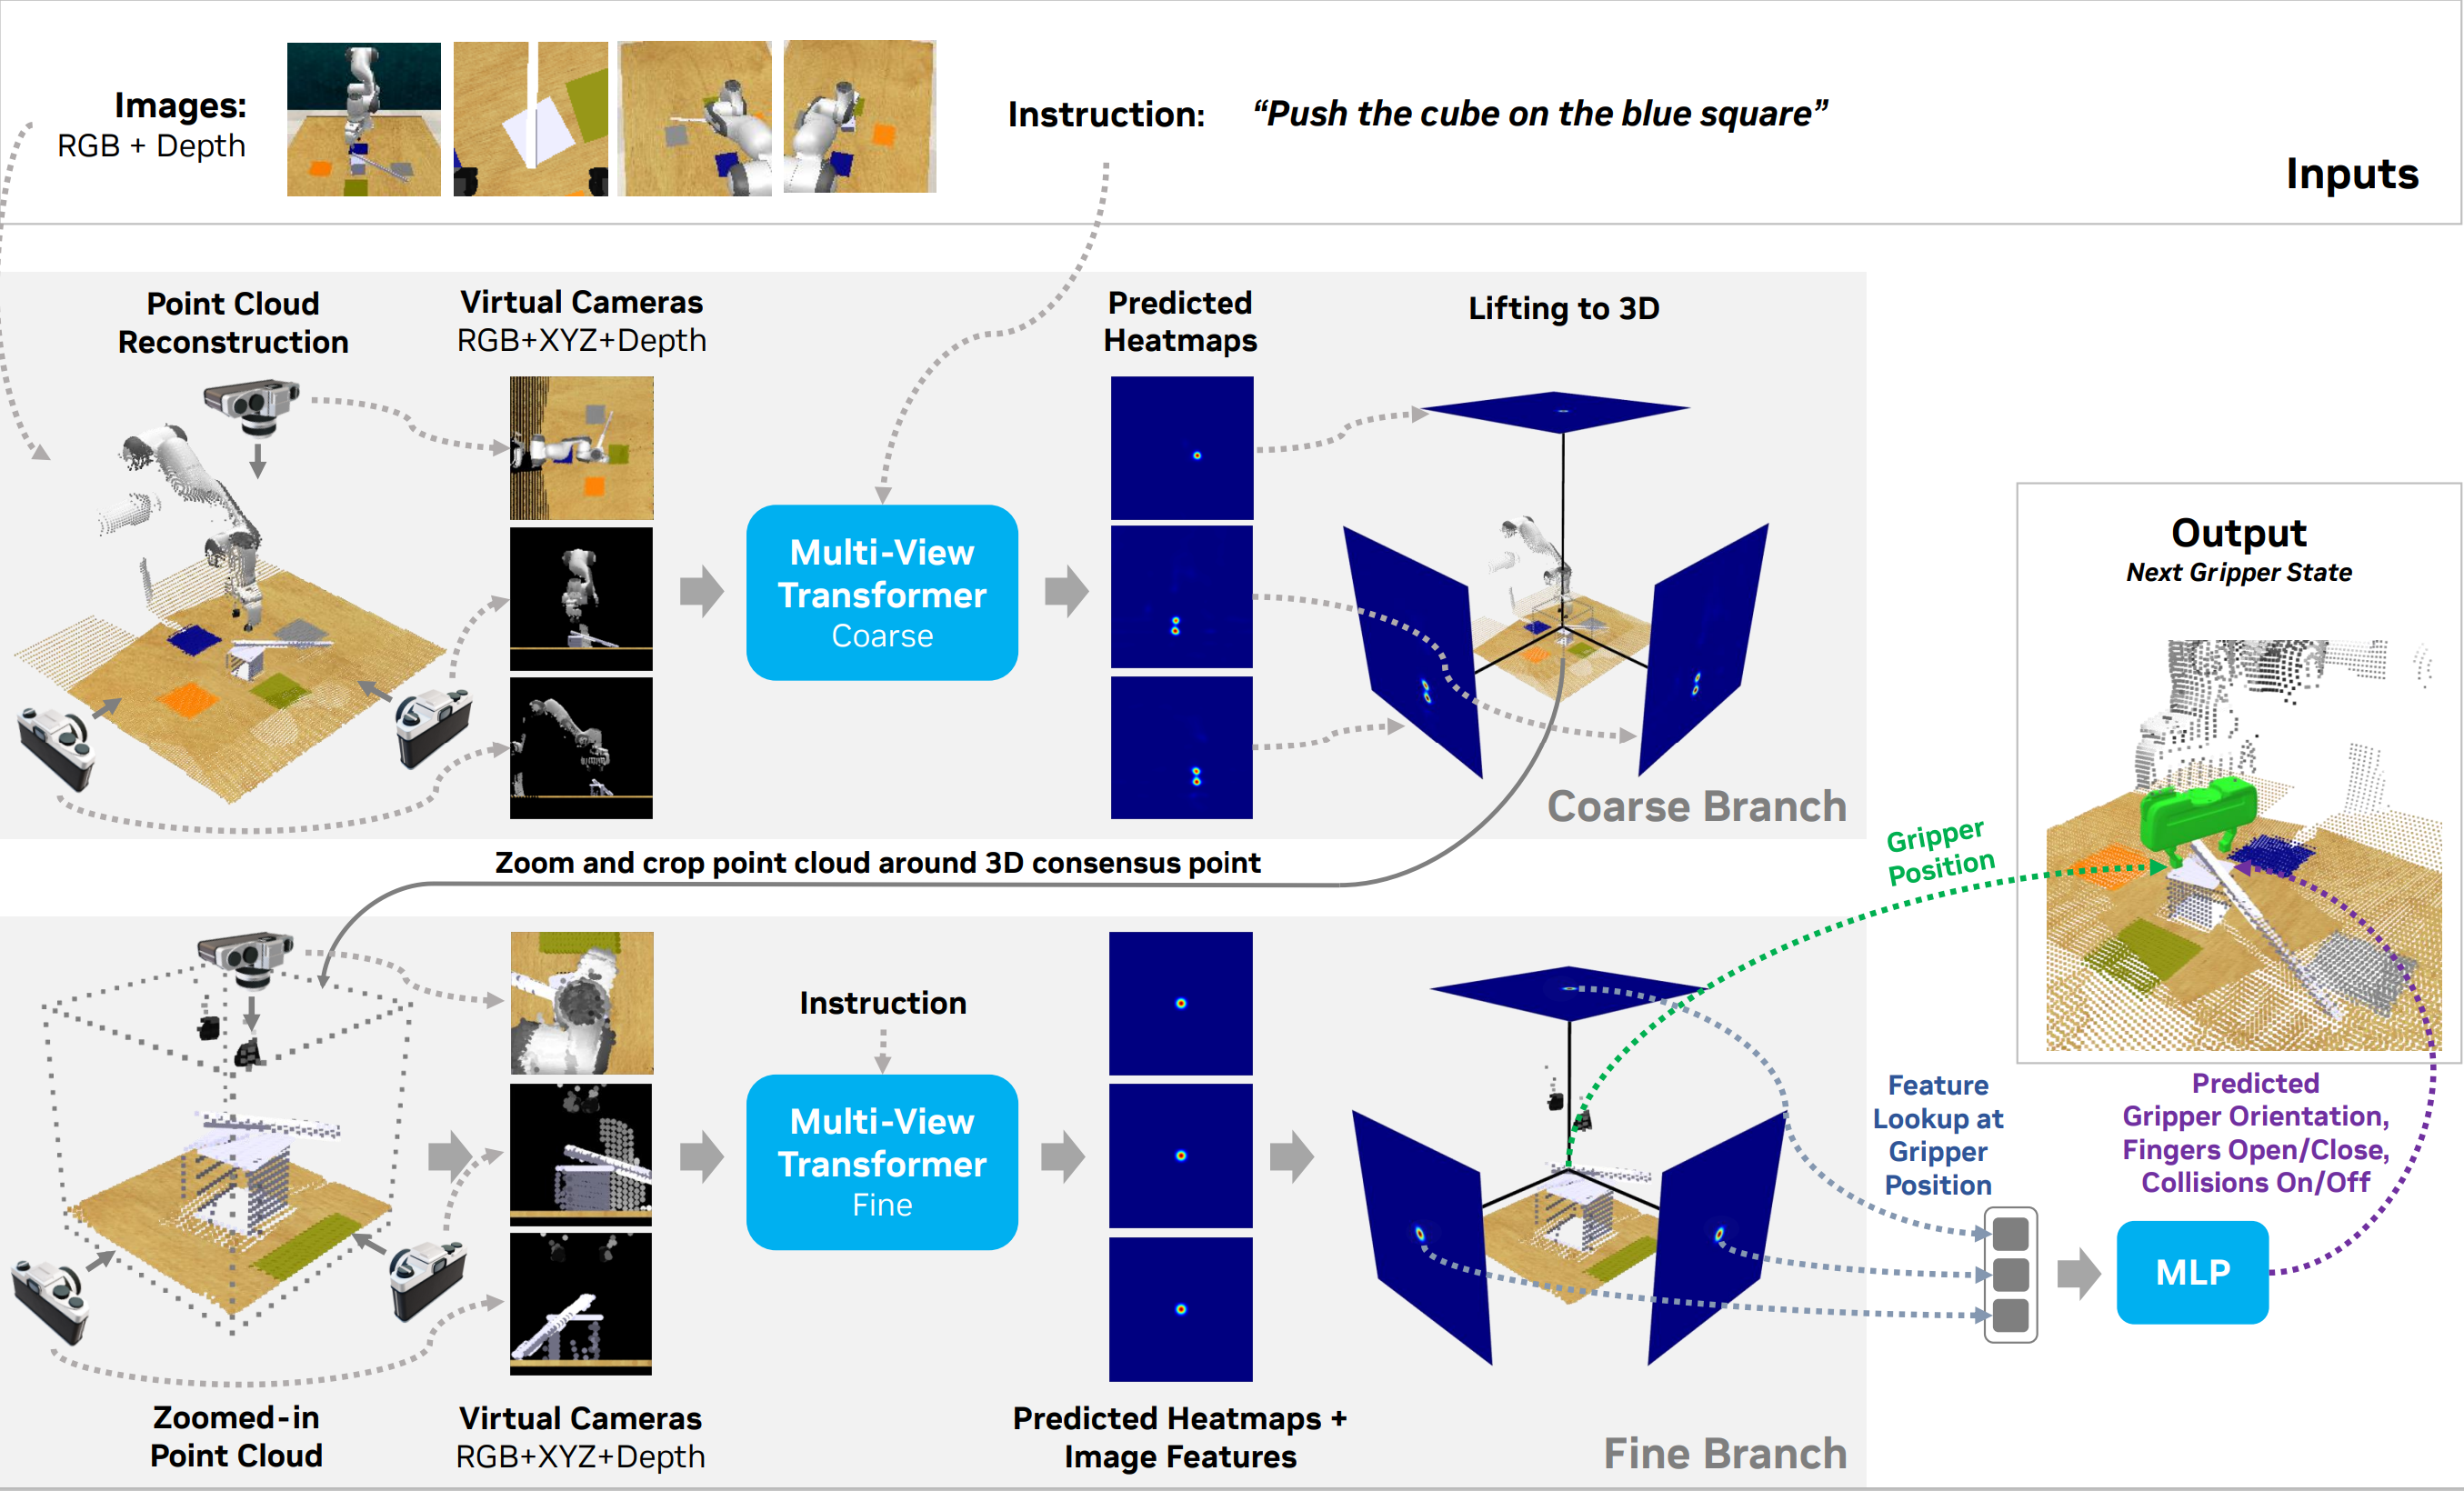 Images:
RGB + Depth
Instruction:
“Push the cube on the blue square”
Inputs
Point Cloud
Reconstruction
Virtual Cameras
RGB+XYZ+Depth
Predicted
Heatmaps
Lifting to 3D
Multi-View
Transformer
Coarse
Coarse Branch
Output
Next Gripper State
Zoom and crop point cloud around 3D consensus point
Gripper
Position
Instruction
Multi-View
Transformer
Fine
Feature
Lookup at
Gripper
Position
Predicted
Gripper Orientation,
Fingers Open/Close,
Collisions On/Off
MLP
Zoomed-in
Point Cloud
Virtual Cameras
RGB+XYZ+Depth
Predicted Heatmaps +
Image Features
Fine Branch